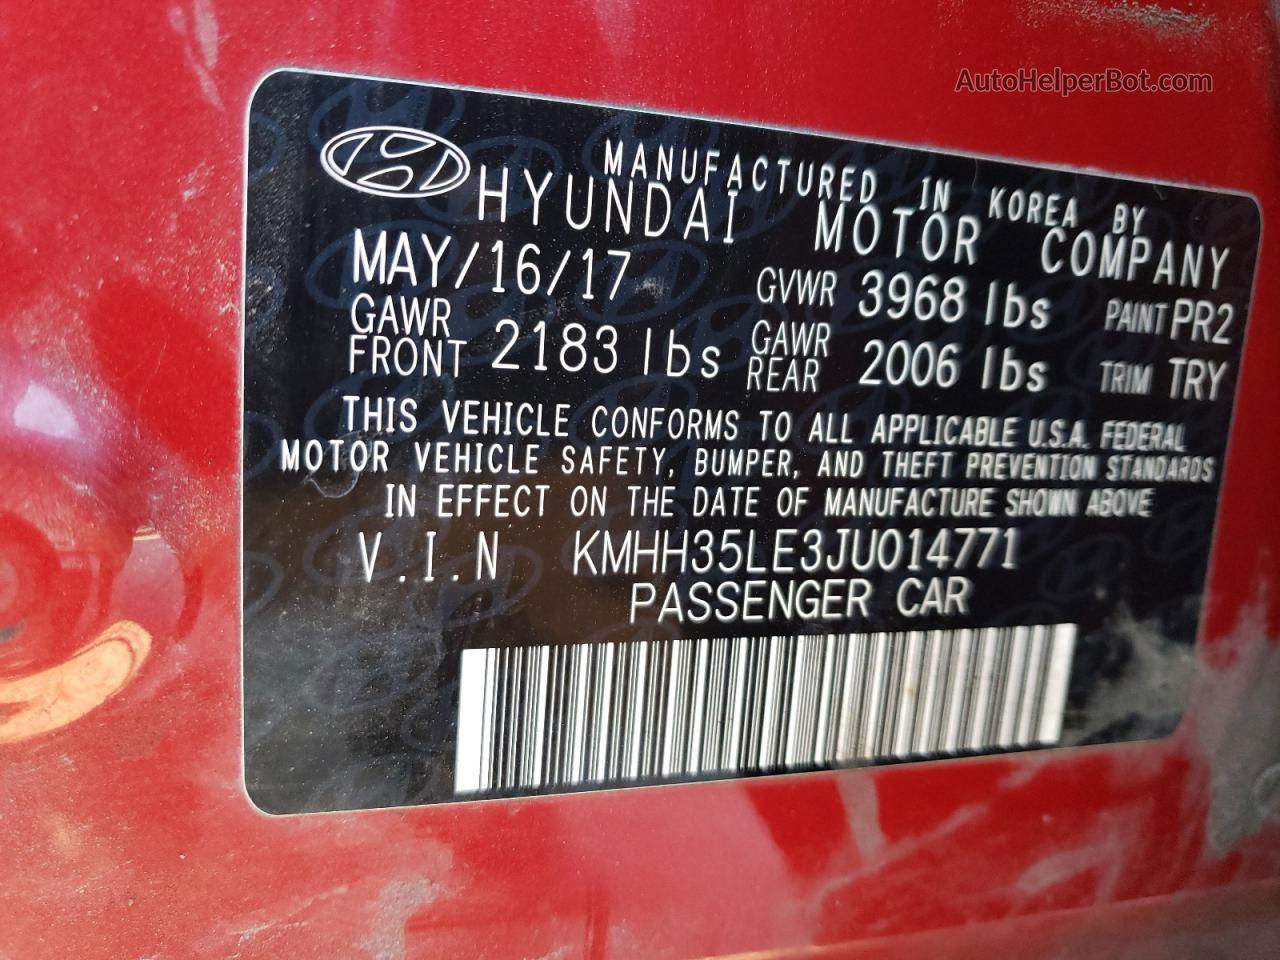 AutoHelperBot.com
MANUFACTURED IN KOREA BY
HYUNDAI MOTOR COMPANY
MAY/16/17 GVWR 3968 lbs PAINT PR2
GAWR FRONT 2183 lbs GAWR REAR 2006 lbs TRIM TRY
THIS VEHICLE CONFORMS TO ALL APPLICABLE U.S.A. FEDERAL
MOTOR VEHICLE SAFETY, BUMPER, AND THEFT PREVENTION STANDARDS
IN EFFECT ON THE DATE OF MANUFACTURE SHOWN ABOVE
V.I.N KMHH35LE3JU014771
PASSENGER CAR